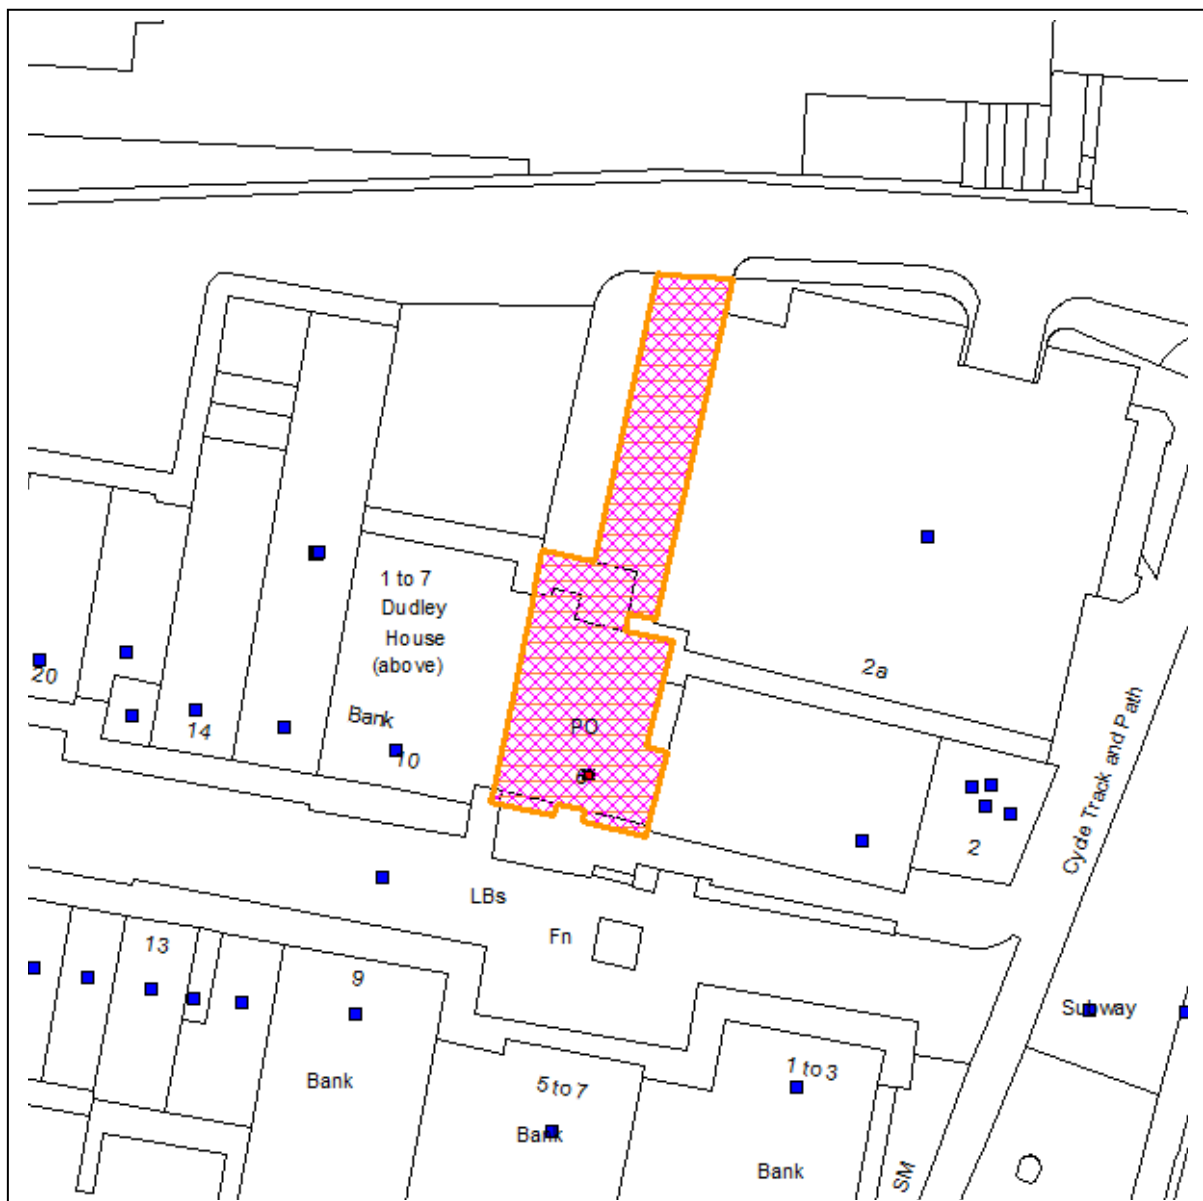 1 to 7
Dudley
House
(above)
2a
20
Bank
PO
14
10
6
Cycle Track and Path
2
LBs
Fn
13
9
Subway
1 to 3
Bank
5 to 7
Bank
Bank
SM